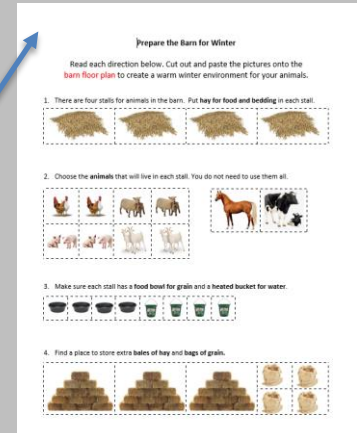 Prepare the Barn for Winter
Read each direction below. Cut out and paste the pictures onto the
barn floor plan to create a warm winter environment for your animals.
1. There are four stalls for animals in the barn. Put hay for food and bedding in each stall.
2. Choose the animals that will live in each stall. You do not need to use them all.
3. Make sure each stall has a food bowl for grain and a heated bucket for water.
4. Find a place to store extra bales of hay and bags of grain.